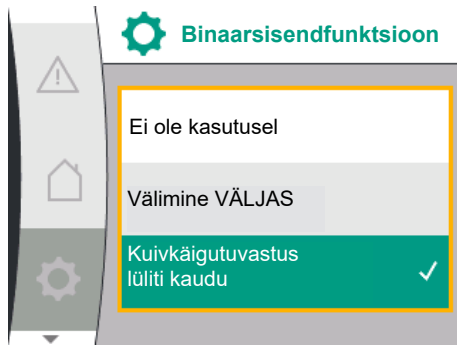 Binaarsisendfunktsioon
Ei ole kasutusel
Välimine VÄLJAS
Kuivkäigutuvastus
lüliti kaudu